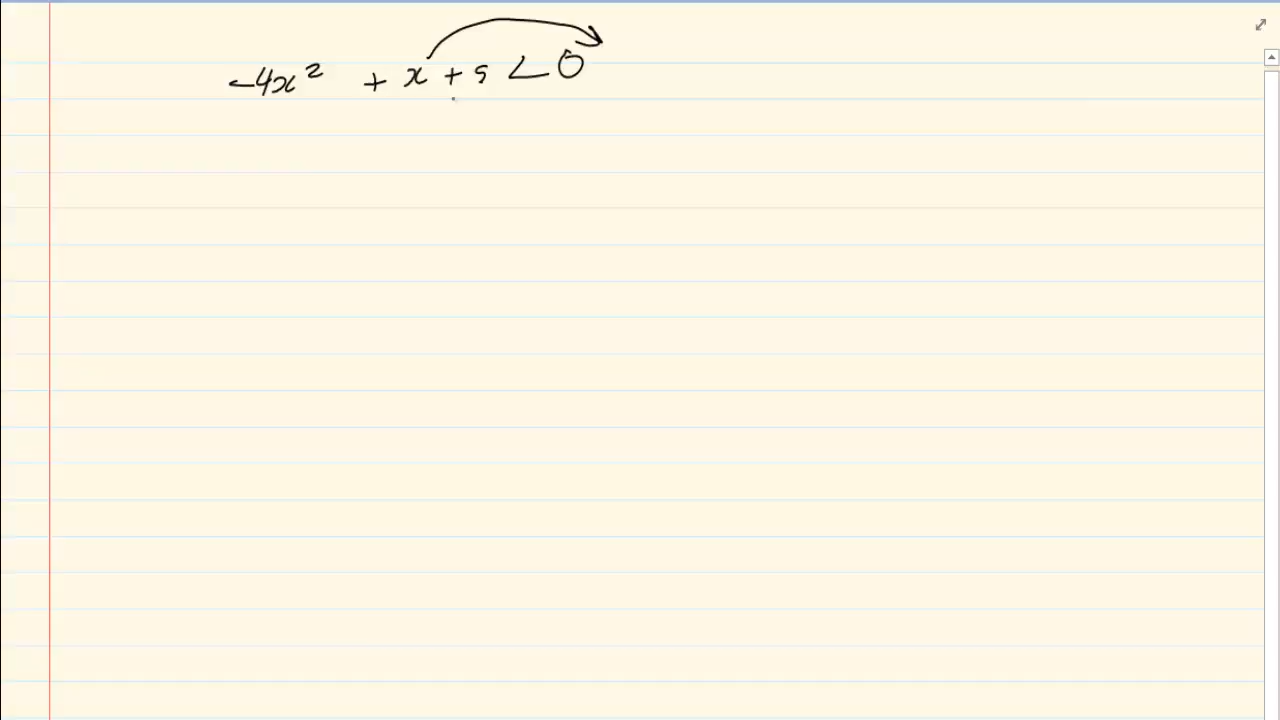 -4x² + x + 5 < 0